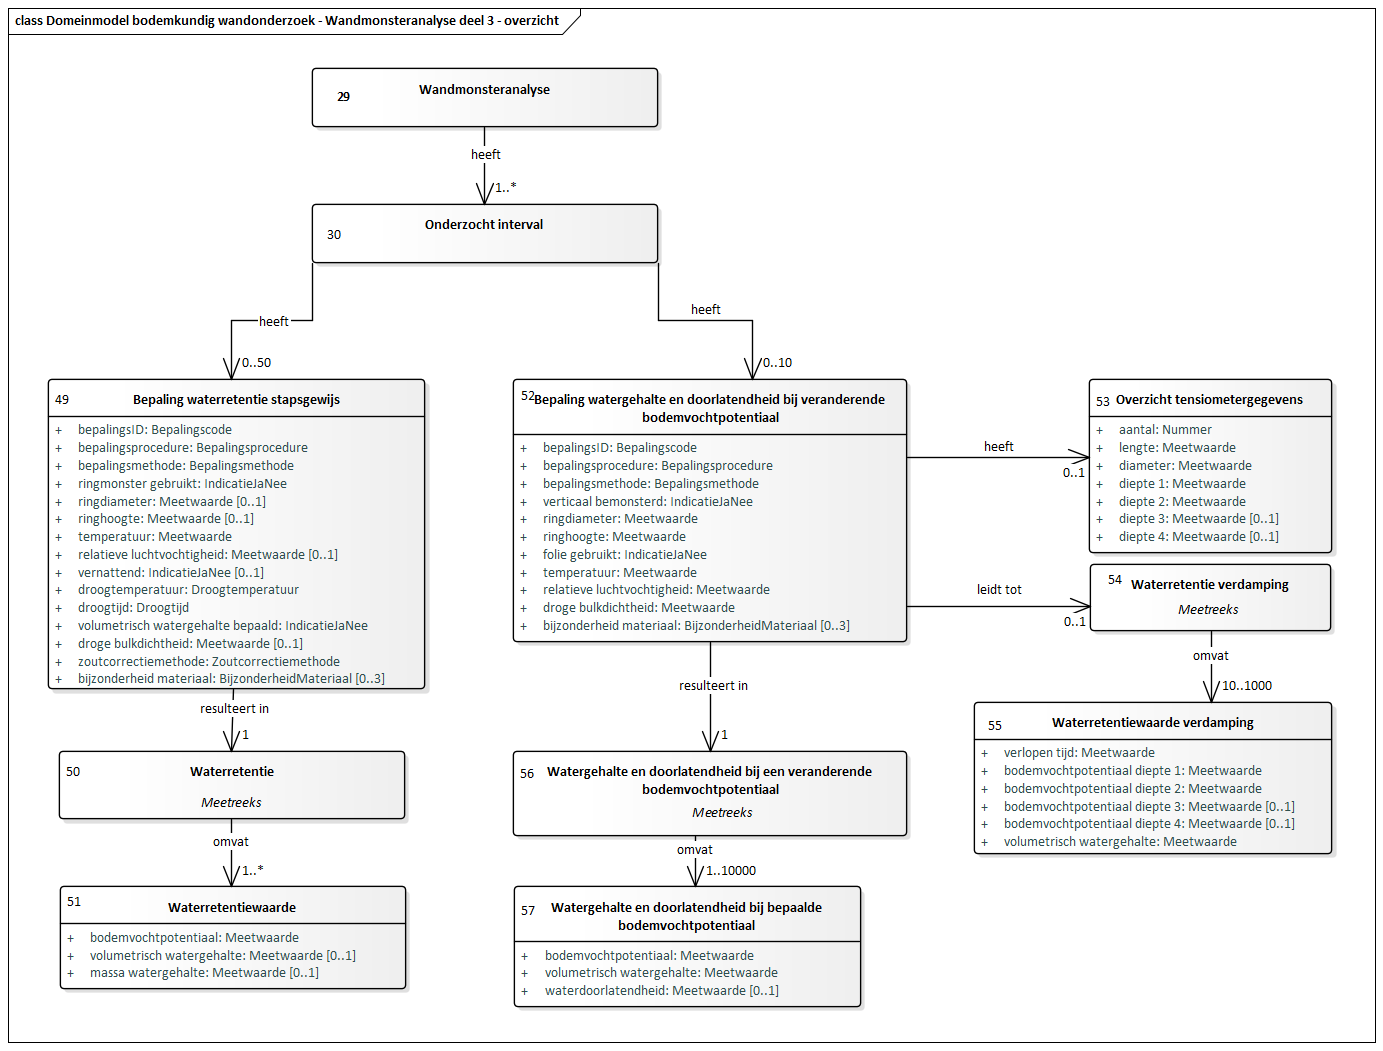 class Domeinmodel bodemkundig wandonderzoek - Wandmonsteranalyse deel 3 - overzicht
29
Wandmonsteranalyse
heeft
1..*
30
Onderzocht interval
heeft
0..50
heeft
0..10
49
Bepaling waterretentie stapsgewijs
+ bepalingsID: Bepalingscode
+ bepalingsprocedure: Bepalingsprocedure
+ bepalingsmethode: Bepalingsmethode
+ ringmonster gebruikt: IndicatieJaNee
+ ringdiameter: Meetwaarde [0..1]
+ ringhoogte: Meetwaarde [0..1]
+ temperatuur: Meetwaarde
+ relatieve luchtvochtigheid: Meetwaarde [0..1]
+ vernattend: IndicatieJaNee [0..1]
+ droogtemperatuur: Droogtemperatuur
+ droogtijd: Droogtijd
+ volumetrisch watergehalte bepaald: IndicatieJaNee
+ droge bulkdichtheid: Meetwaarde [0..1]
+ zoutcorrectiemethode: Zoutcorrectiemethode
+ bijzonderheid materiaal: BijzonderheidMateriaal [0..3]
resulteert in
1
50
Waterretentie
Meetreeks
omvat
1..*
51
Waterretentiewaarde
+ bodemvochtpotentiaal: Meetwaarde
+ volumetrisch watergehalte: Meetwaarde [0..1]
+ massa watergehalte: Meetwaarde [0..1]
52
Bepaling watergehalte en doorlatendheid bij veranderende
bodemvochtpotentiaal
+ bepalingsID: Bepalingscode
+ bepalingsprocedure: Bepalingsprocedure
+ bepalingsmethode: Bepalingsmethode
+ verticaal bemonsterd: IndicatieJaNee
+ ringdiameter: Meetwaarde
+ ringhoogte: Meetwaarde
+ folie gebruikt: IndicatieJaNee
+ temperatuur: Meetwaarde
+ relatieve luchtvochtigheid: Meetwaarde
+ droge bulkdichtheid: Meetwaarde
+ bijzonderheid materiaal: BijzonderheidMateriaal [0..3]
resulteert in
1
56
Watergehalte en doorlatendheid bij een veranderende
bodemvochtpotentiaal
Meetreeks
omvat
1..10000
57
Watergehalte en doorlatendheid bij bepaalde
bodemvochtpotentiaal
+ bodemvochtpotentiaal: Meetwaarde
+ volumetrisch watergehalte: Meetwaarde
+ waterdoorlatendheid: Meetwaarde [0..1]
heeft
0..1
53
Overzicht tensiometergegevens
+ aantal: Nummer
+ lengte: Meetwaarde
+ diameter: Meetwaarde
+ diepte 1: Meetwaarde
+ diepte 2: Meetwaarde
+ diepte 3: Meetwaarde [0..1]
+ diepte 4: Meetwaarde [0..1]
leidt tot
0..1
54
Waterretentie verdamping
Meetreeks
omvat
10..1000
55
Waterretentiewaarde verdamping
+ verlopen tijd: Meetwaarde
+ bodemvochtpotentiaal diepte 1: Meetwaarde
+ bodemvochtpotentiaal diepte 2: Meetwaarde
+ bodemvochtpotentiaal diepte 3: Meetwaarde [0..1]
+ bodemvochtpotentiaal diepte 4: Meetwaarde [0..1]
+ volumetrisch watergehalte: Meetwaarde